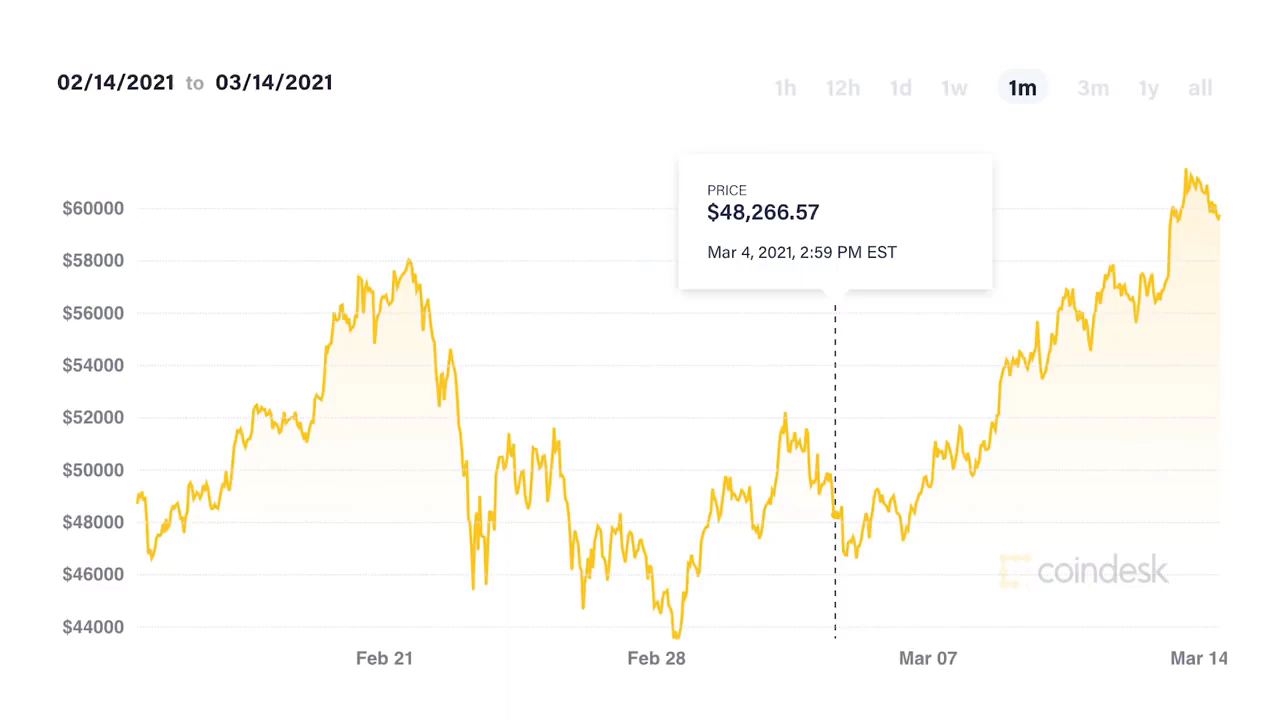 02/14/2021 to 03/14/2021
1h 12h 1d 1w 1m 3m 1y all
PRICE
$48,266.57
Mar 4, 2021, 2:59 PM EST
$60000
$58000
$56000
$54000
$52000
$50000
$48000
$46000
$44000
coindesk
Feb 21 Feb 28 Mar 07 Mar 14